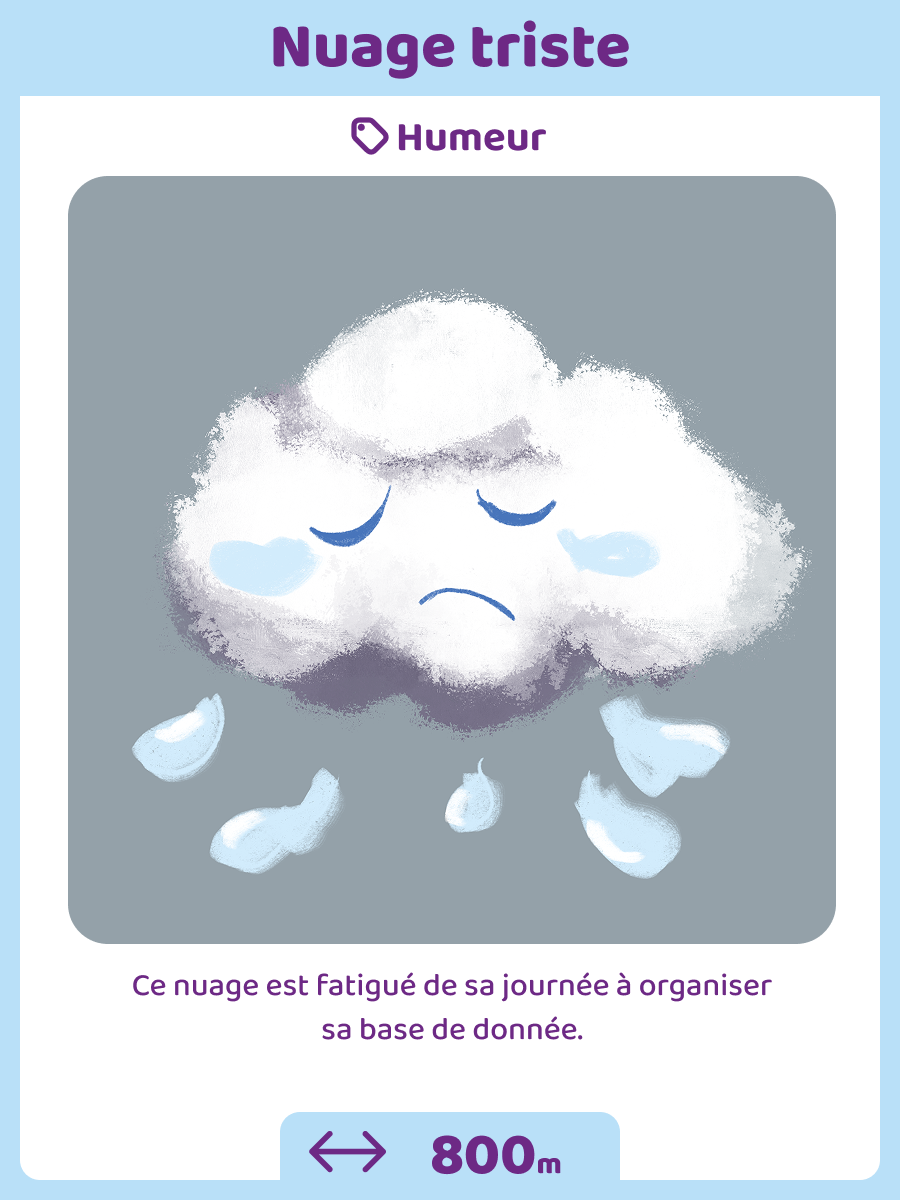 Nuage triste
Humeur
Ce nuage est fatigué de sa journée à organiser
sa base de donnée.
800m